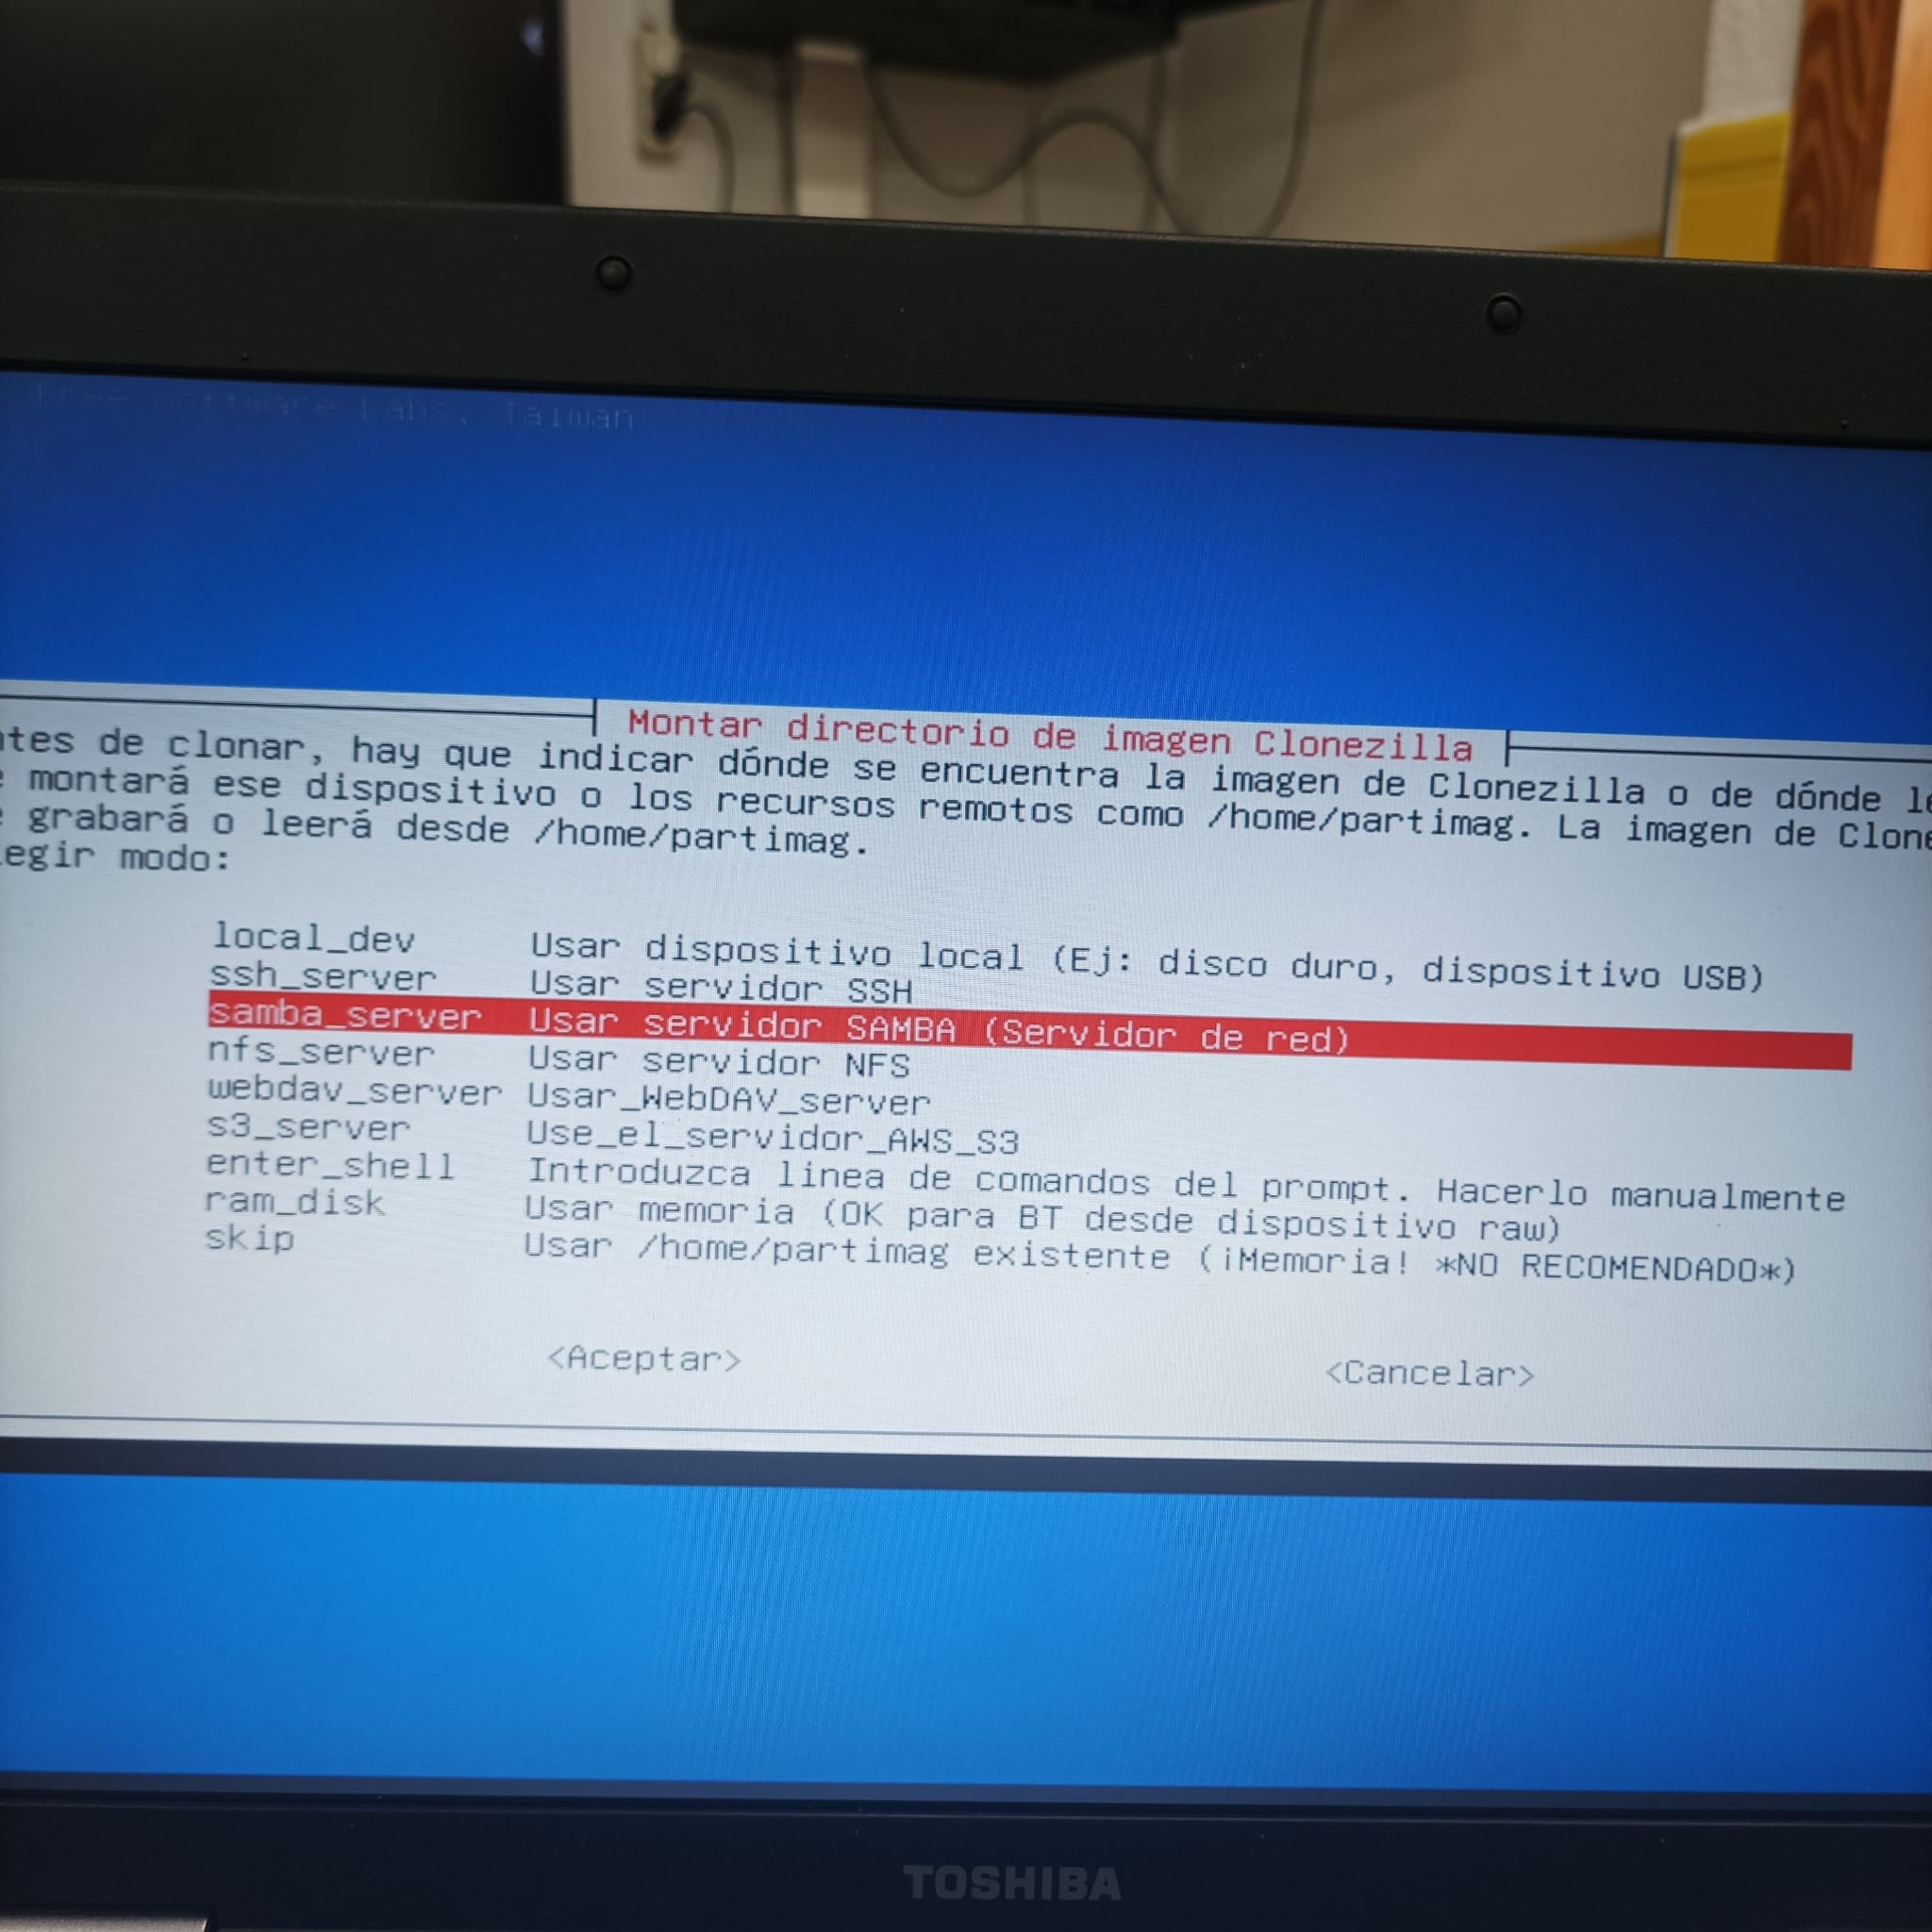 Free Software Labs, Taiwan
Montar directorio de imagen Clonezilla
ntes de clonar, hay que indicar dónde se encuentra la imagen de Clonezilla o de dónde le
e montará ese dispositivo o los recursos remotos como /home/partimag. La imagen de Clone
e grabará o leerá desde /home/partimag.
legir modo:
local_dev Usar dispositivo local (Ej: disco duro, dispositivo USB)
ssh_server Usar servidor SSH
samba_server Usar servidor SAMBA (Servidor de red)
nfs_server Usar servidor NFS
webdav_server Usar_WebDAV_server
s3_server Use_el_servidor_AWS_S3
enter_shell Introduzca linea de comandos del prompt. Hacerlo manualmente
ram_disk Usar memoria (OK para BT desde dispositivo raw)
skip Usar /home/partimag existente (¡Memoria! *NO RECOMENDADO*)
<Aceptar> <Cancelar>
TOSHIBA